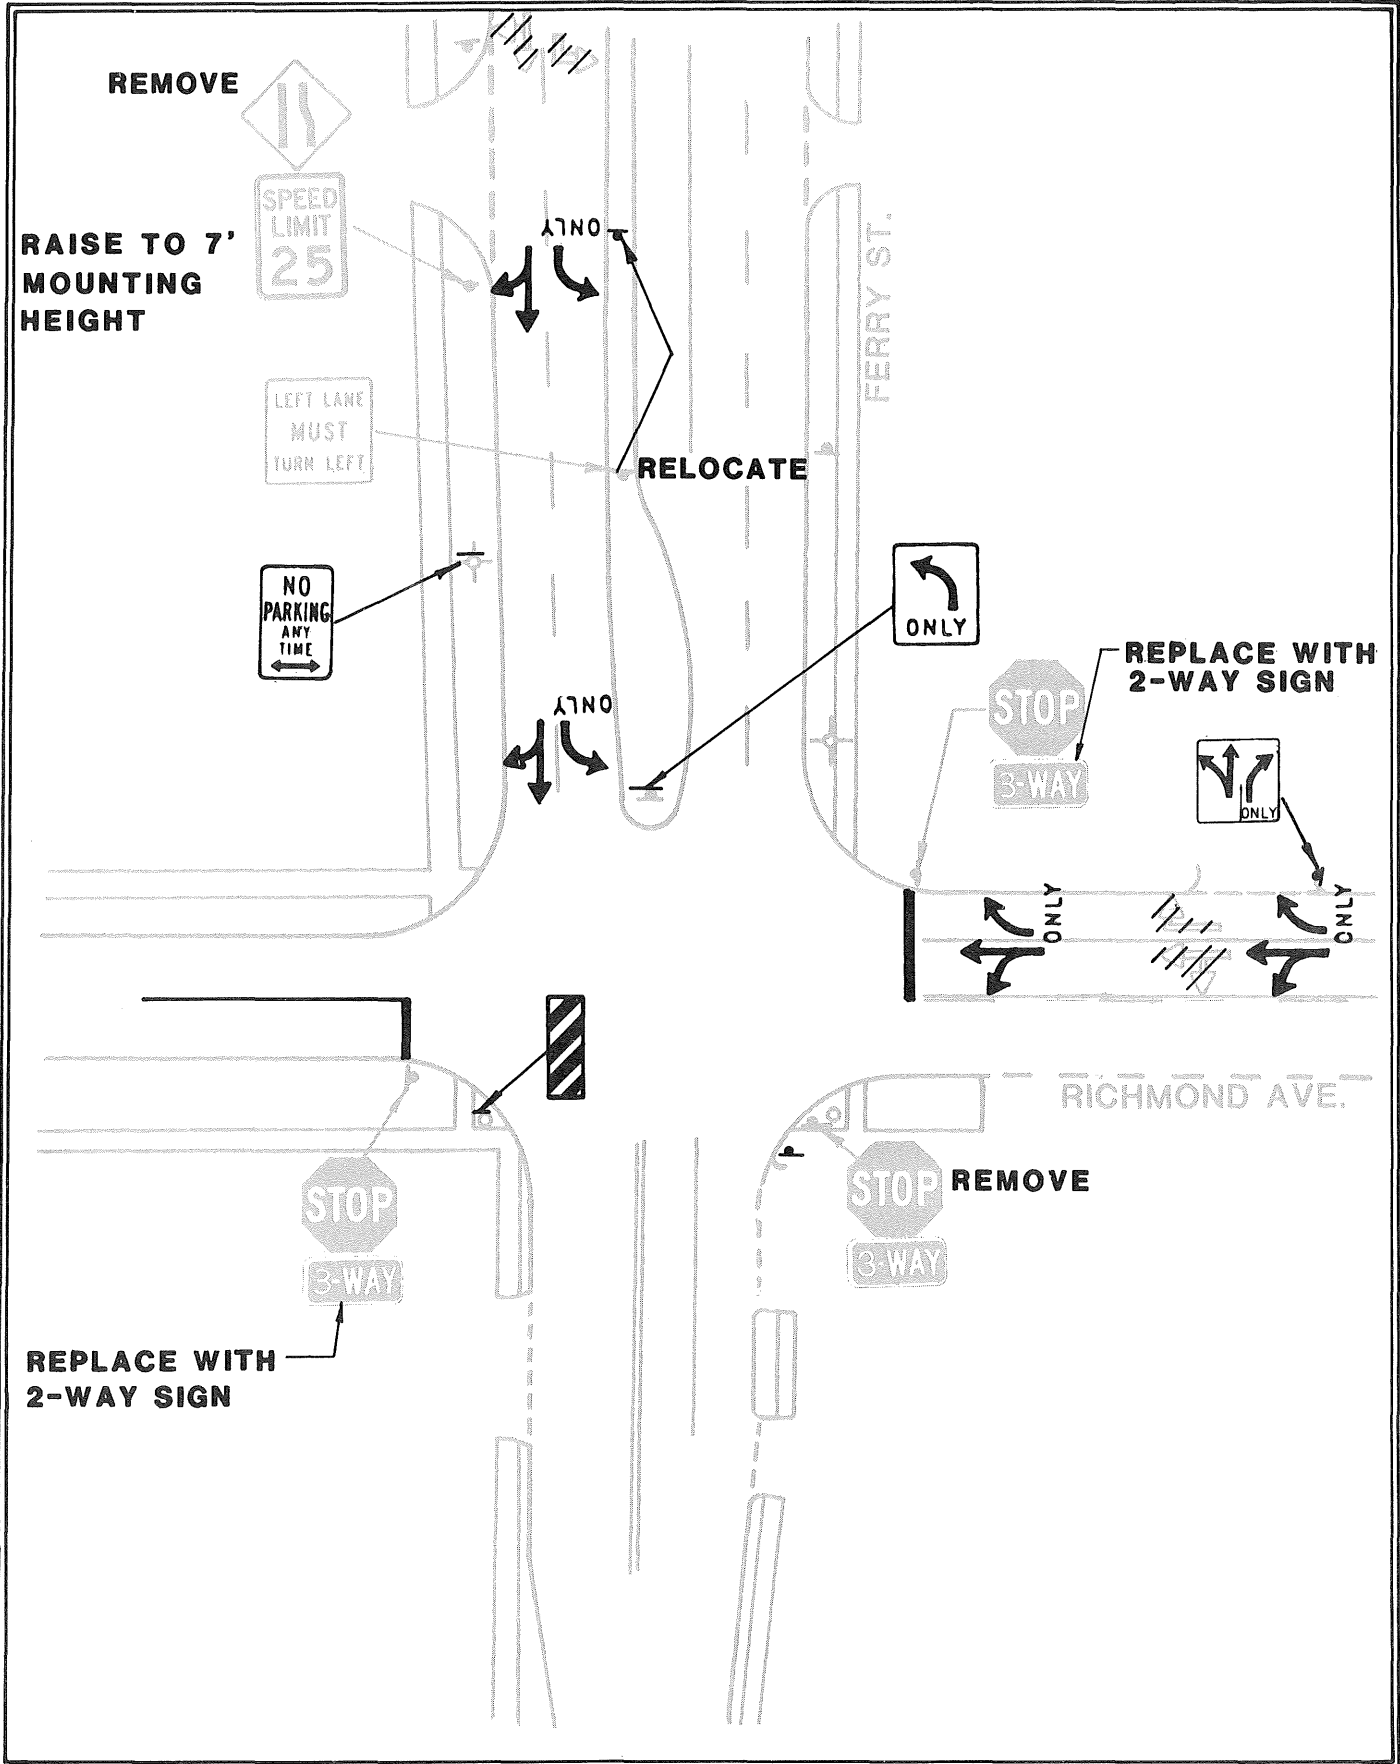 REMOVE
SPEED
LIMIT
25
RAISE TO 7'
MOUNTING
HEIGHT
ONLY
FERRY ST.
LEFT LANE
MUST
TURN LEFT
RELOCATE
NO
PARKING
ANY
TIME
ONLY
REPLACE WITH
2-WAY SIGN
STOP
3-WAY
ONLY
ONLY
ONLY
ONLY
RICHMOND AVE.
STOP
3-WAY
STOP
REMOVE
3-WAY
REPLACE WITH
2-WAY SIGN